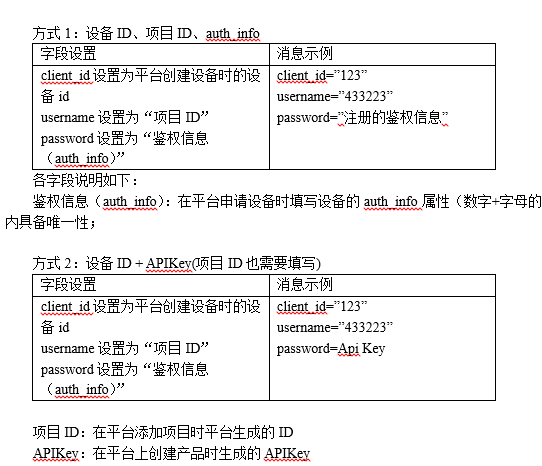 方式 1：设备 ID、项目 ID、auth_info
字段设置 消息示例
client_id 设置为平台创建设备时的设 client_id="123"
备 id username="433223"
username 设置为“项目 ID” password=”注册的鉴权信息”
password 设置为“鉴权信息
（auth_info）”
各字段说明如下：
鉴权信息（auth_info）：在平台申请设备时填写设备的 auth_info 属性（数字+字母的
内具备唯一性；
方式 2：设备 ID + APIKey(项目 ID 也需要填写)
字段设置 消息示例
client_id 设置为平台创建设备时的设 client_id=”123”
备 id username=”433223”
username 设置为“项目 ID” password=Api Key
password 设置为“鉴权信息
（auth_info）”
项目 ID：在平台添加项目时平台生成的 ID
APIKey：在平台上创建产品时生成的 APIKey